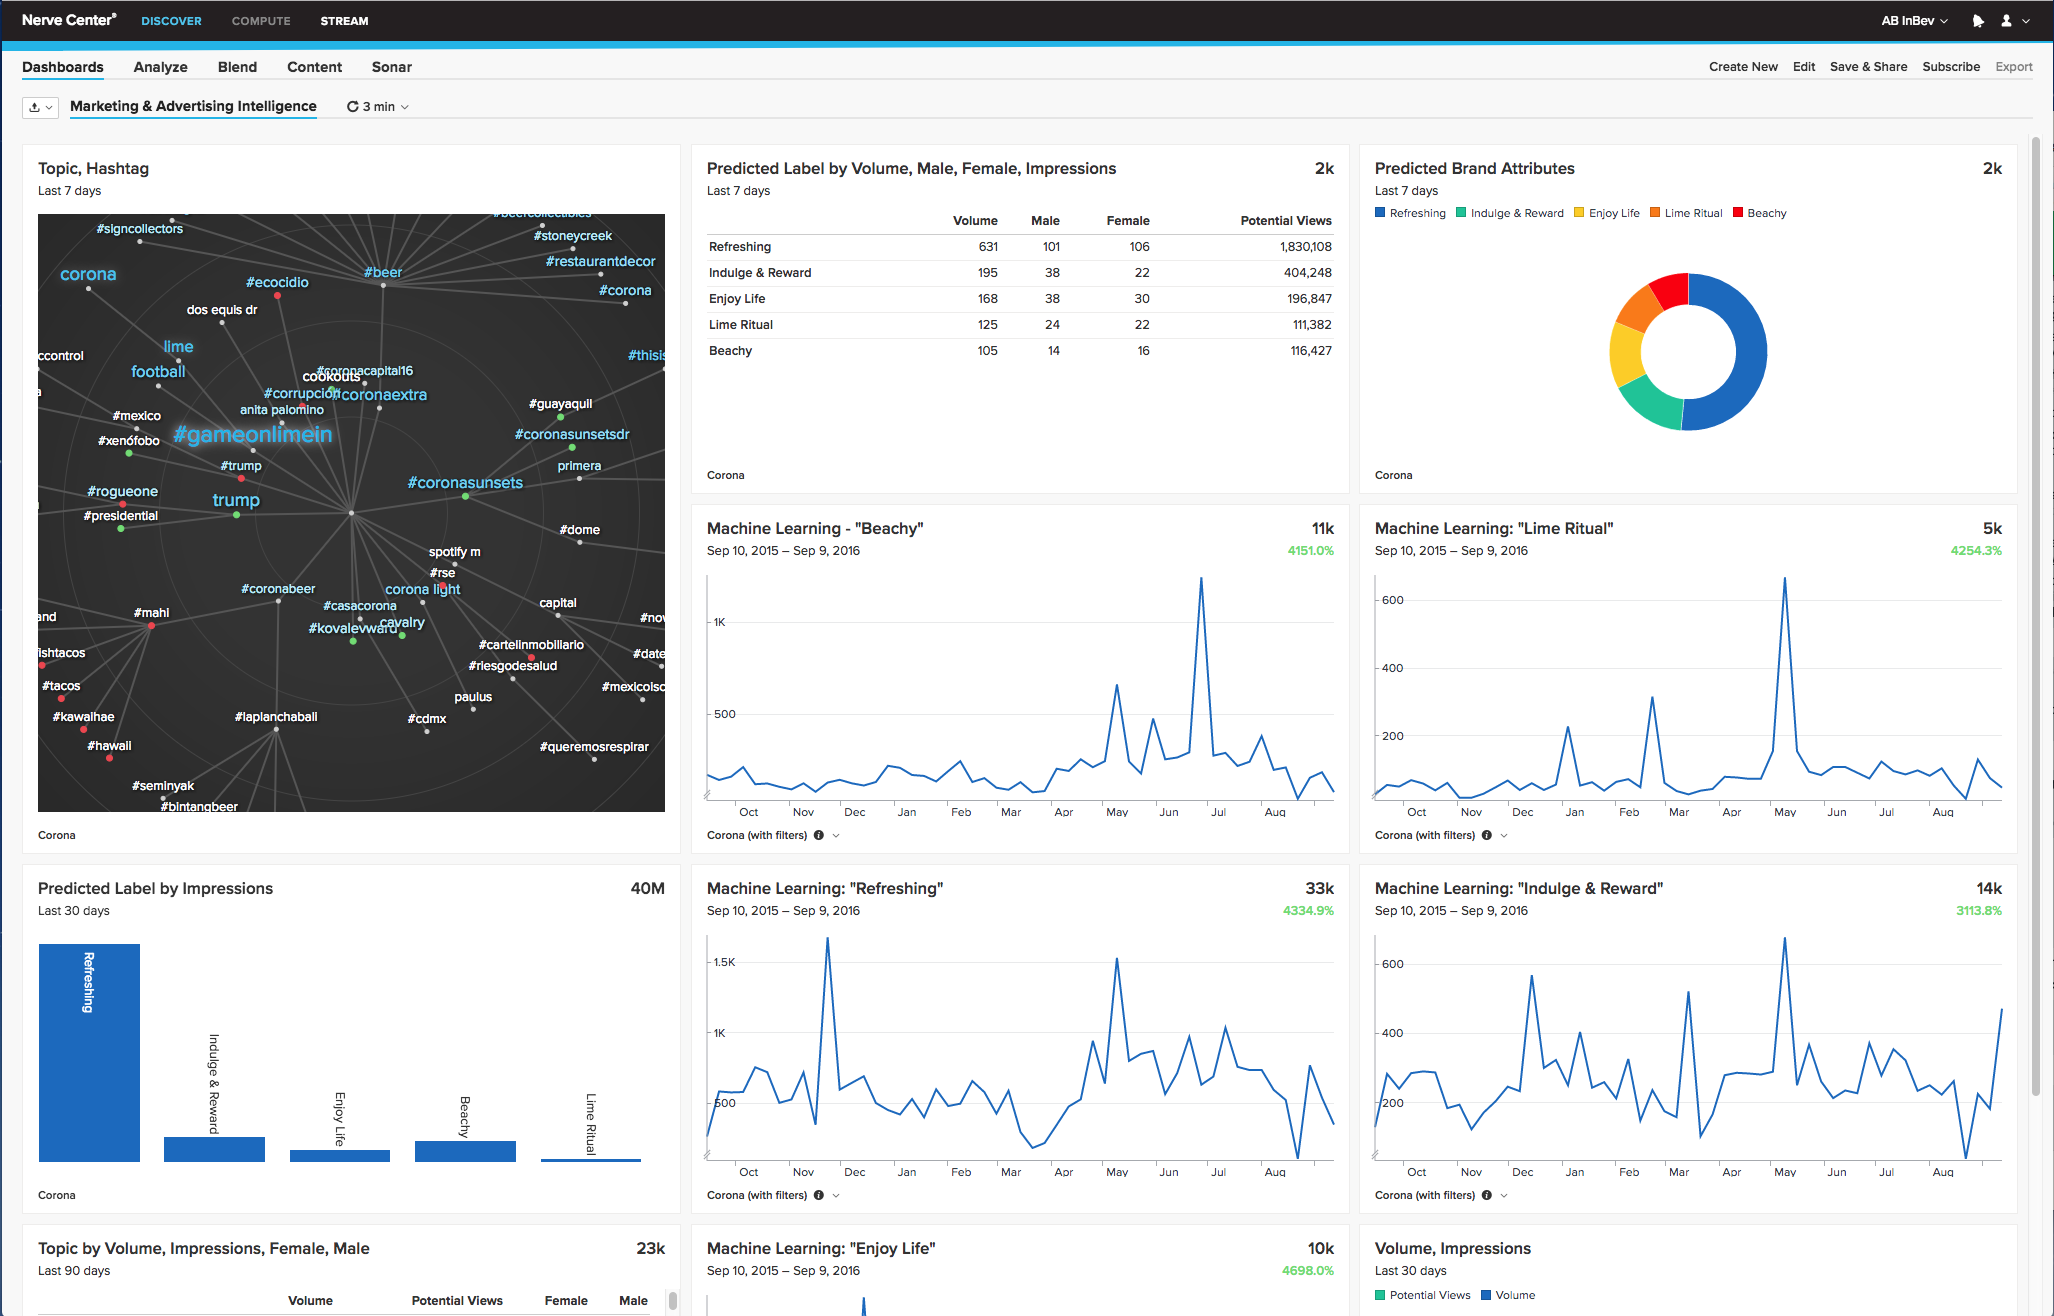 Nerve Center® DISCOVER COMPUTE STREAM AB InBev
Dashboards Analyze Blend Content Sonar Create New Edit Save & Share Subscribe Export
Marketing & Advertising Intelligence 3 min
Topic, Hashtag
Last 7 days
#beercollectibles
#signcollectors
#stoneycreek
#restaurantdecor
corona
#beer
#ecocidio
#corona
dos equis dr
lime
ccontrol
#thisis
football
#coronacapital16
cookouts
#corrupción
#coronaextra
anita palomino
#guayaquil
#mexico
#gameonlimein
#coronasunsetsdr
#xenófobo
#trump
primera
#coronasunsets
#rogueone
trump
#presidential
#dome
spotify m
#rse
#coronabeer
corona light
#casacorona
capital
#mahi
and
#nov
cavalry
#kovalevward
#cartelinmobiliario
ishtacos
#date
#riesgodesalud
#tacos
#mexicoisc
paulus
#kawaihae
#laplanchabali
#cdmx
#hawaii
#queremosrespirar
#seminyak
#bintangbeer
Corona
Predicted Label by Volume, Male, Female, Impressions 2k
Last 7 days
Volume Male Female Potential Views
Refreshing 631 101 106 1,830,108
Indulge & Reward 195 38 22 404,248
Enjoy Life 168 38 30 196,847
Lime Ritual 125 24 22 111,382
Beachy 105 14 16 116,427
Corona
Predicted Brand Attributes 2k
Last 7 days
Refreshing Indulge & Reward Enjoy Life Lime Ritual Beachy
Corona
Machine Learning - "Beachy" 11k
Sep 10, 2015 – Sep 9, 2016 4151.0%
1K
500
Oct Nov Dec Jan Feb Mar Apr May Jun Jul Aug
Corona (with filters)
Machine Learning: "Lime Ritual" 5k
Sep 10, 2015 – Sep 9, 2016 4254.3%
600
400
200
Oct Nov Dec Jan Feb Mar Apr May Jun Jul Aug
Corona (with filters)
Predicted Label by Impressions 40M
Last 30 days
Refreshing
Indulge & Reward
Enjoy Life
Beachy
Lime Ritual
Corona
Machine Learning: "Refreshing" 33k
Sep 10, 2015 – Sep 9, 2016 4334.9%
1.5K
1K
500
Oct Nov Dec Jan Feb Mar Apr May Jun Jul Aug
Corona (with filters)
Machine Learning: "Indulge & Reward" 14k
Sep 10, 2015 – Sep 9, 2016 3113.8%
600
400
200
Oct Nov Dec Jan Feb Mar Apr May Jun Jul Aug
Corona (with filters)
Topic by Volume, Impressions, Female, Male 23k
Last 90 days
Volume Potential Views Female Male
Machine Learning: "Enjoy Life" 10k
Sep 10, 2015 – Sep 9, 2016 4698.0%
Volume, Impressions
Last 30 days
Potential Views Volume